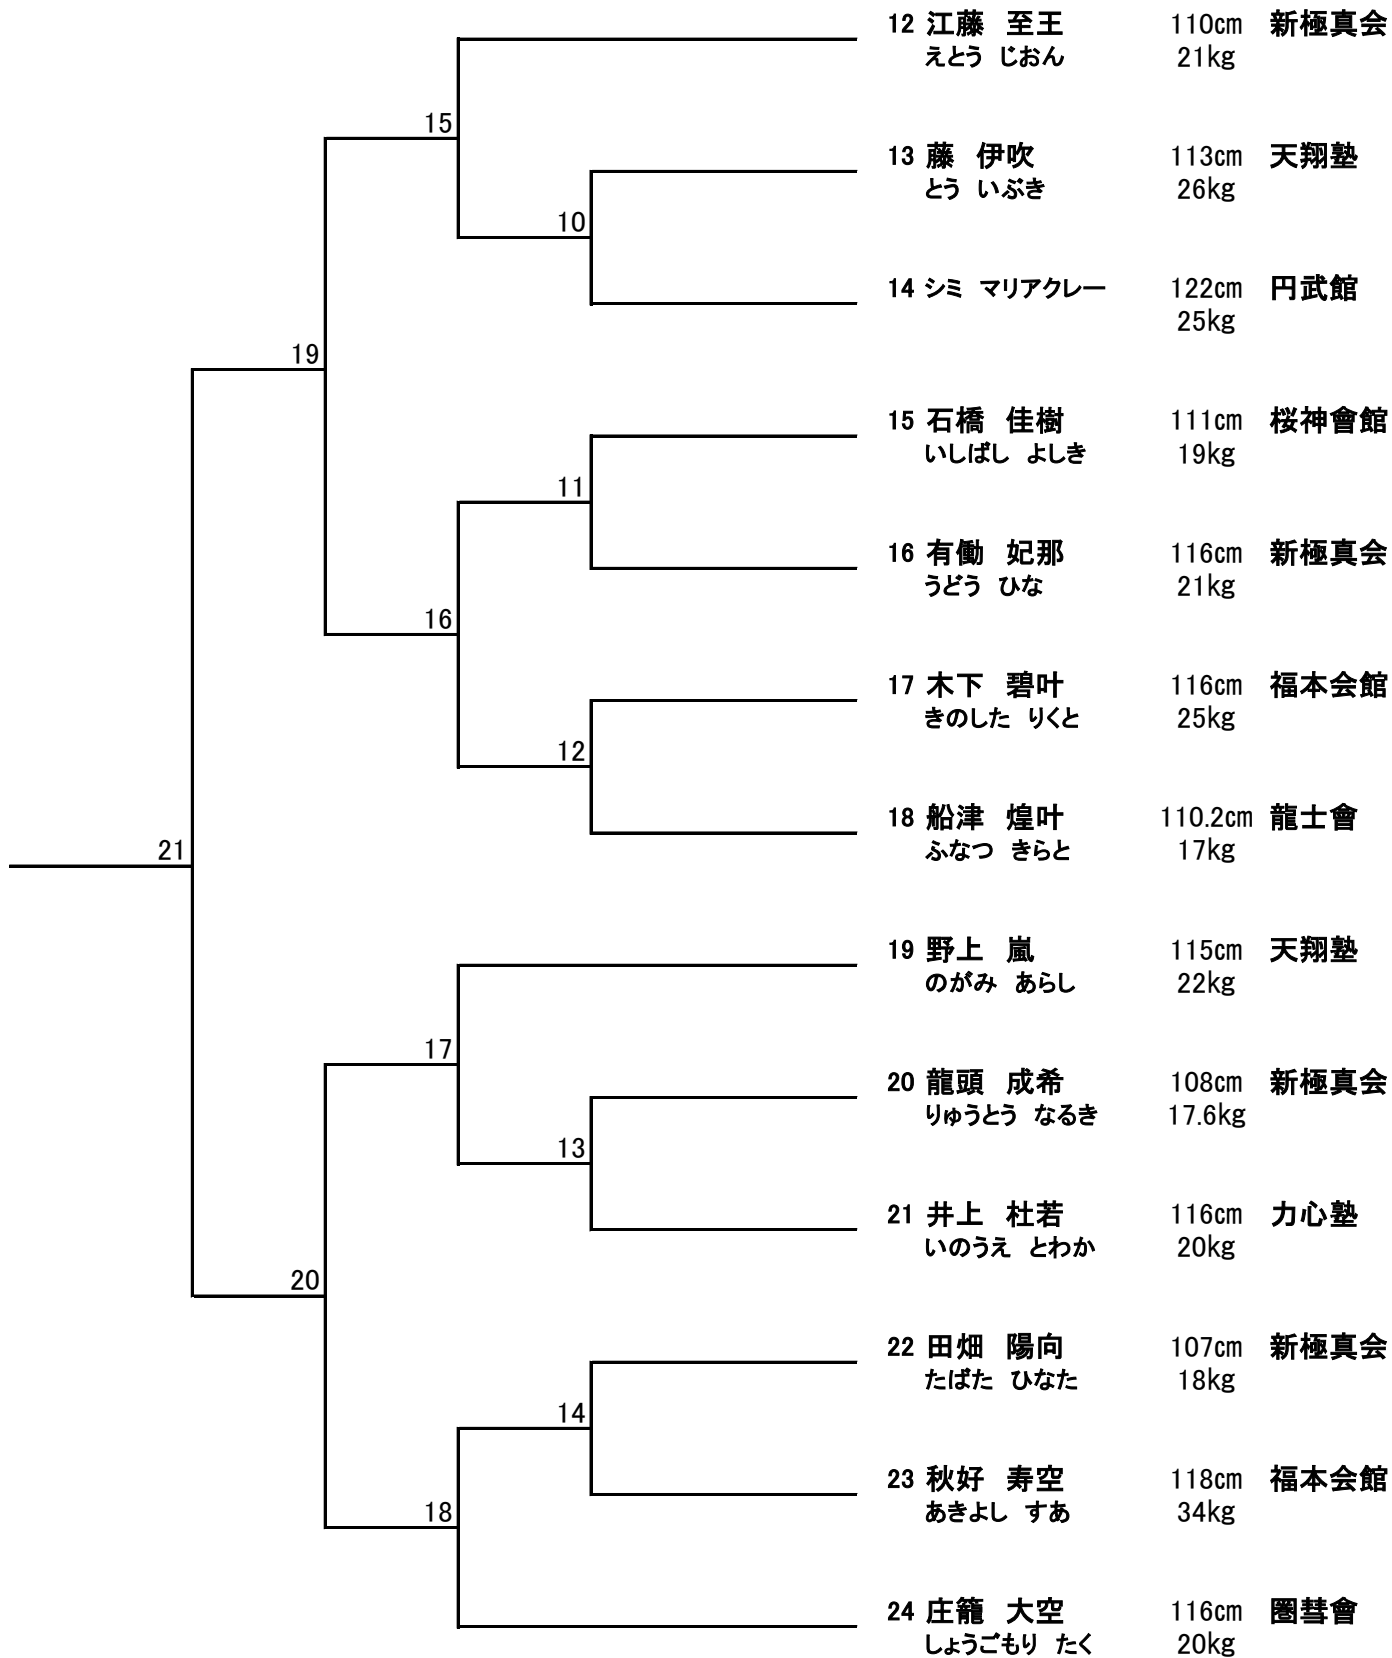 12 江藤 至王 110cm 新極真会
えとう じおん 21kg
15
13 藤 伊吹 113cm 天翔塾
とう いぶき 26kg
10
14 シミ マリアクレー 122cm 円武館
25kg
19
15 石橋 佳樹 111cm 桜神會館
いしばし よしき 19kg
11
16 有働 妃那 116cm 新極真会
うどう ひな 21kg
16
17 木下 碧叶 116cm 福本会館
きのした りくと 25kg
12
18 船津 煌叶 110.2cm 龍士會
ふなつ きらと 17kg
21
19 野上 嵐 115cm 天翔塾
のがみ あらし 22kg
17
20 龍頭 成希 108cm 新極真会
りゅうとう なるき 17.6kg
13
21 井上 杜若 116cm 力心塾
いのうえ とわか 20kg
20
22 田畑 陽向 107cm 新極真会
たばた ひなた 18kg
14
23 秋好 寿空 118cm 福本会館
あきよし すあ 34kg
18
24 庄籠 大空 116cm 圏彗會
しょうごもり たく 20kg